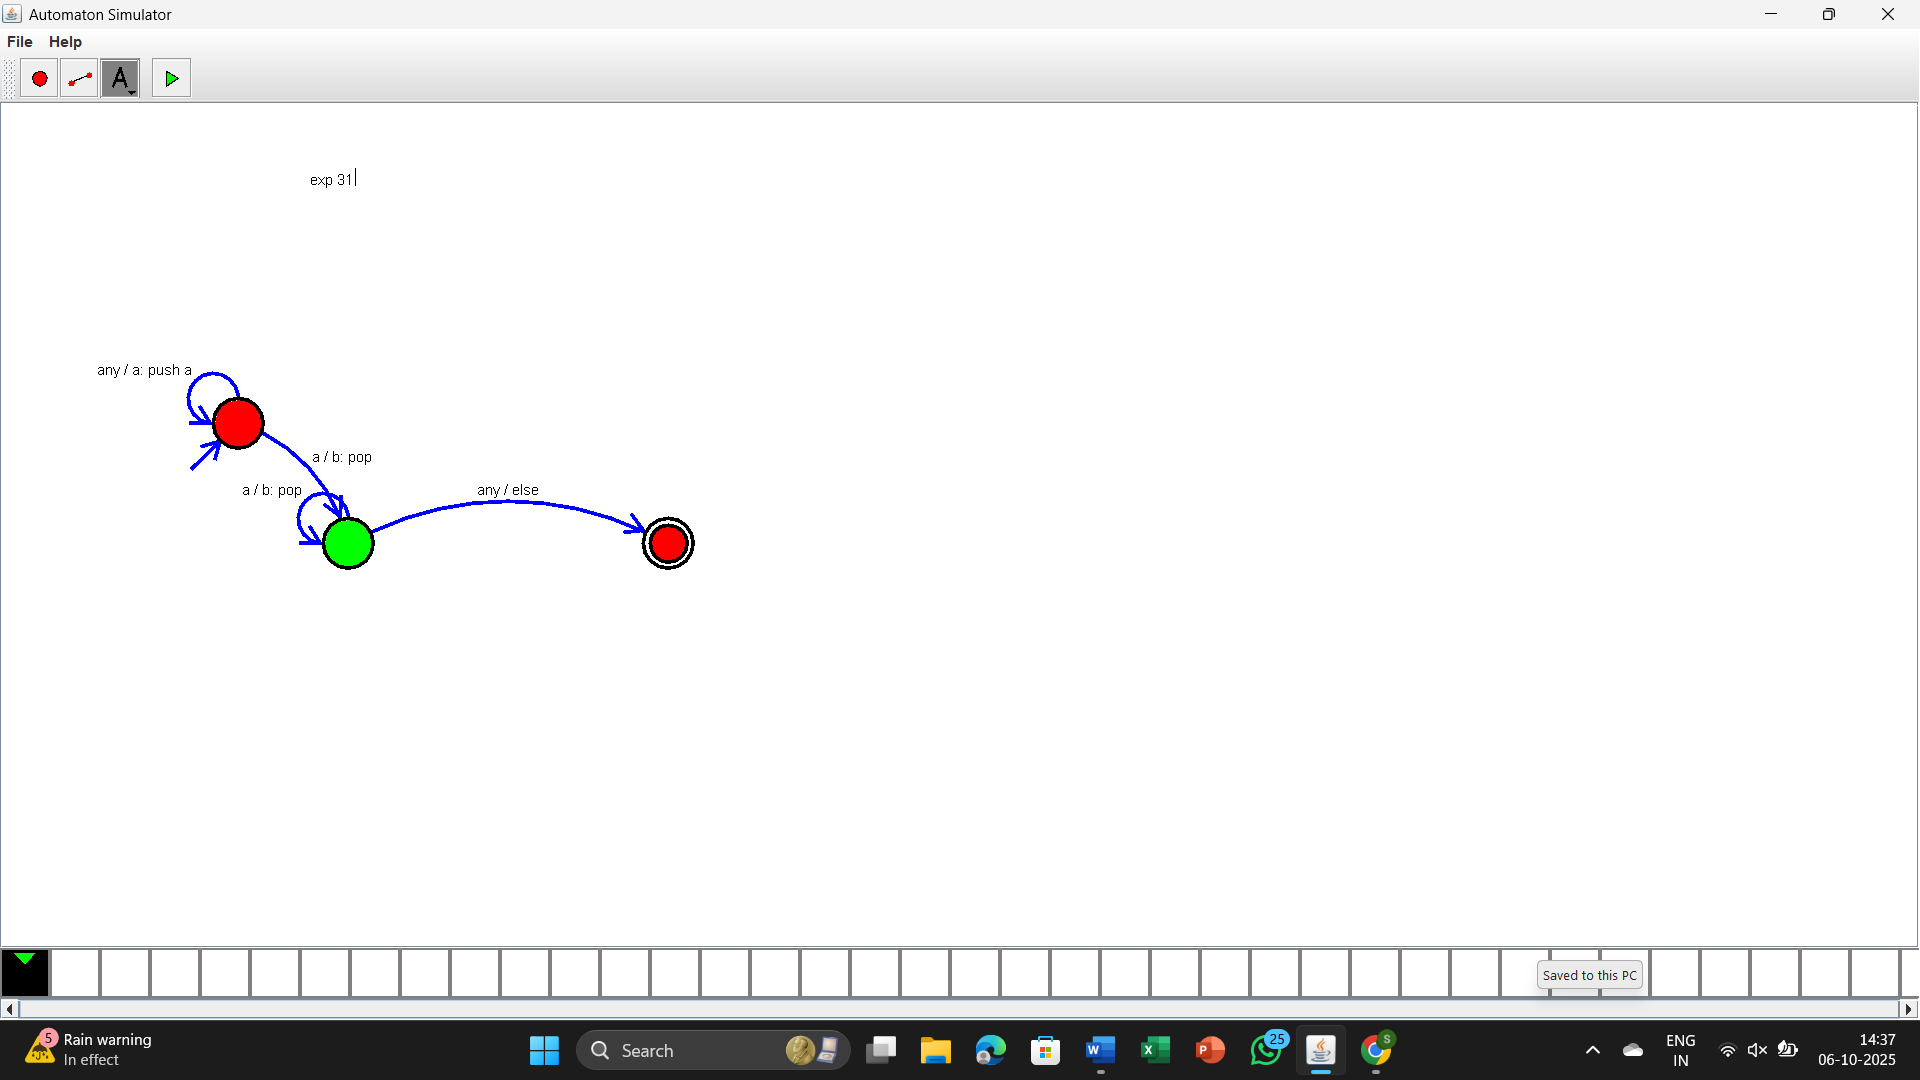 Automaton Simulator
File Help
A
exp 31
any / a: push a
a / b: pop
a / b: pop
any / else
Saved to this PC
5
Rain warning
In effect
Search
W
X
P
25
S
ENG
IN
14:37
06-10-2025